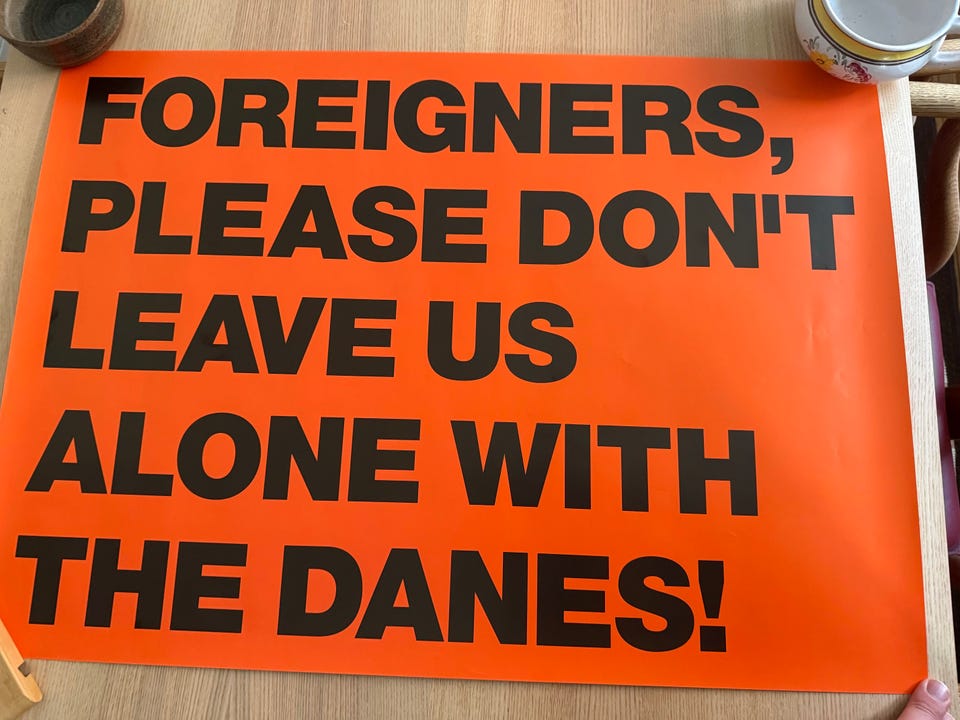 FOREIGNERS,
PLEASE DON'T
LEAVE US
ALONE WITH
THE DANES!